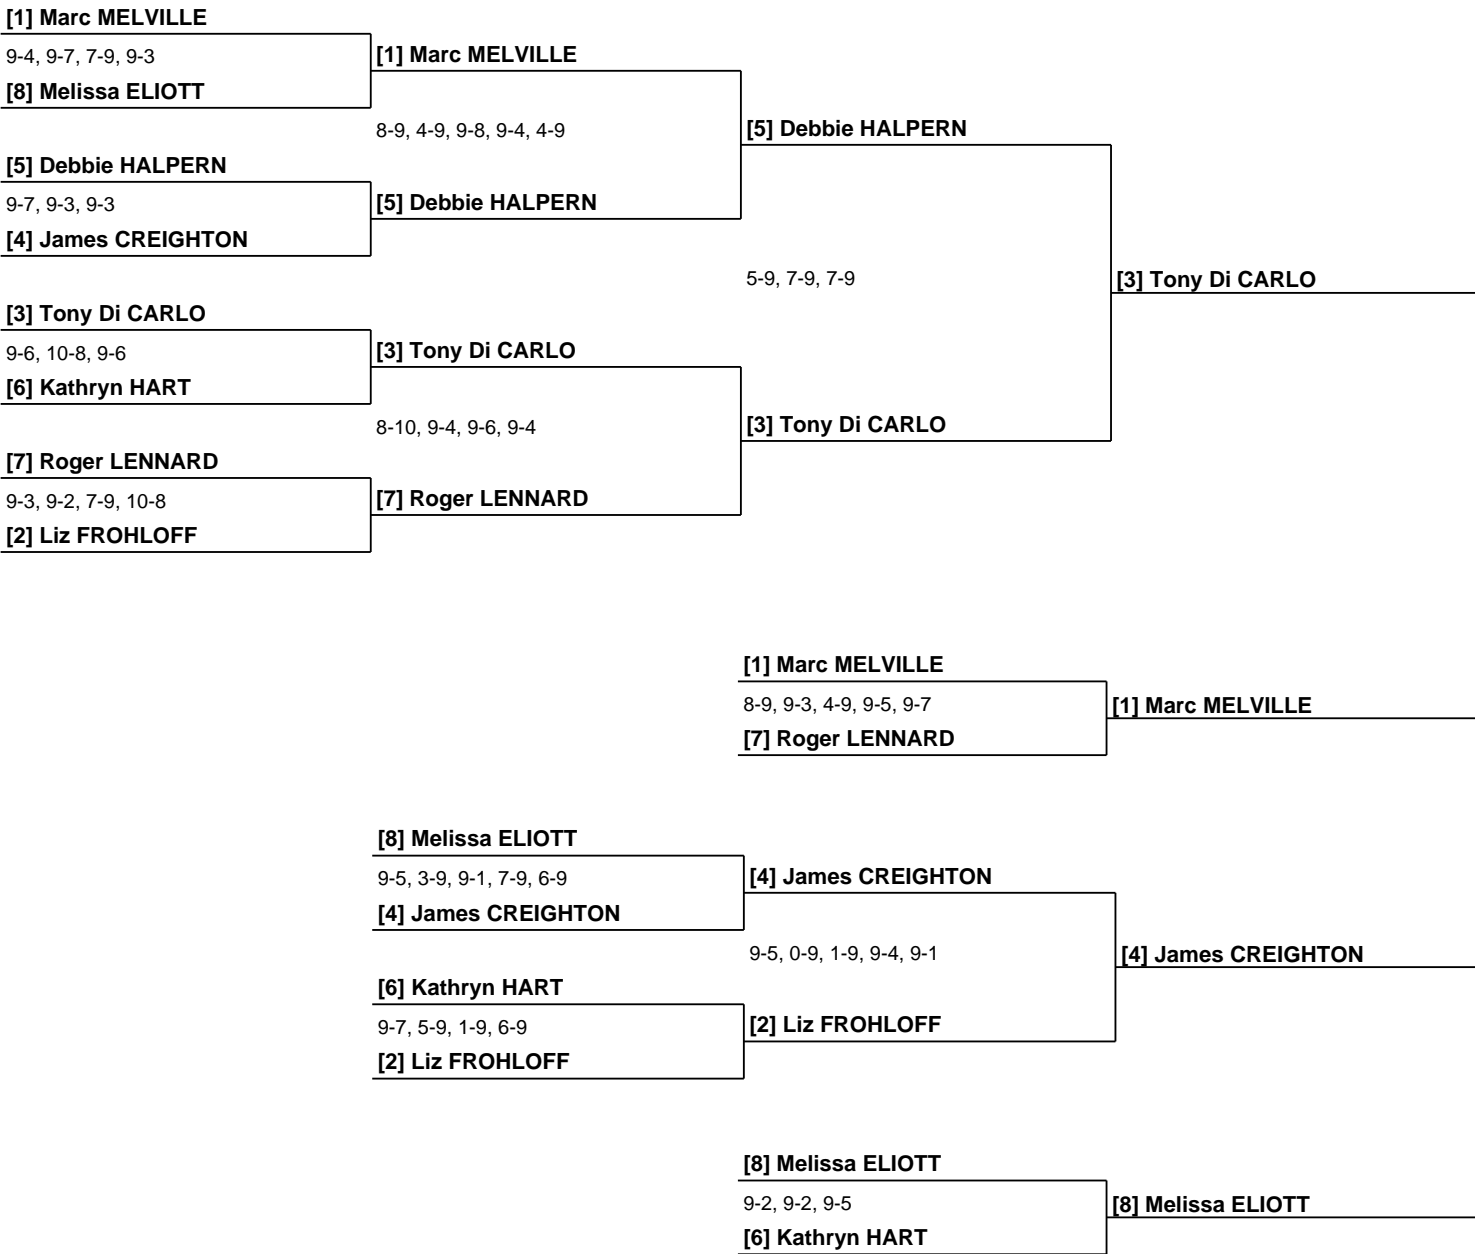 [1] Marc MELVILLE
9-4, 9-7, 7-9, 9-3
[1] Marc MELVILLE
[8] Melissa ELIOTT
8-9, 4-9, 9-8, 9-4, 4-9
[5] Debbie HALPERN
[5] Debbie HALPERN
9-7, 9-3, 9-3
[5] Debbie HALPERN
[4] James CREIGHTON
5-9, 7-9, 7-9
[3] Tony Di CARLO
[3] Tony Di CARLO
9-6, 10-8, 9-6
[3] Tony Di CARLO
[6] Kathryn HART
8-10, 9-4, 9-6, 9-4
[3] Tony Di CARLO
[7] Roger LENNARD
9-3, 9-2, 7-9, 10-8
[7] Roger LENNARD
[2] Liz FROHLOFF
[1] Marc MELVILLE
8-9, 9-3, 4-9, 9-5, 9-7
[1] Marc MELVILLE
[7] Roger LENNARD
[8] Melissa ELIOTT
9-5, 3-9, 9-1, 7-9, 6-9
[4] James CREIGHTON
[4] James CREIGHTON
9-5, 0-9, 1-9, 9-4, 9-1
[4] James CREIGHTON
[6] Kathryn HART
9-7, 5-9, 1-9, 6-9
[2] Liz FROHLOFF
[2] Liz FROHLOFF
[8] Melissa ELIOTT
9-2, 9-2, 9-5
[8] Melissa ELIOTT
[6] Kathryn HART